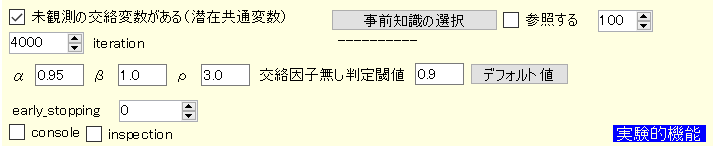 未観測の交絡変数がある(潜在共通変数) 事前知識の選択 参照する 100
4000 iteration ----------
α 0.95 β 1.0 ρ 3.0 交絡因子無し判定閾値 0.9 デフォルト値
early_stopping 0
console inspection 実験的機能